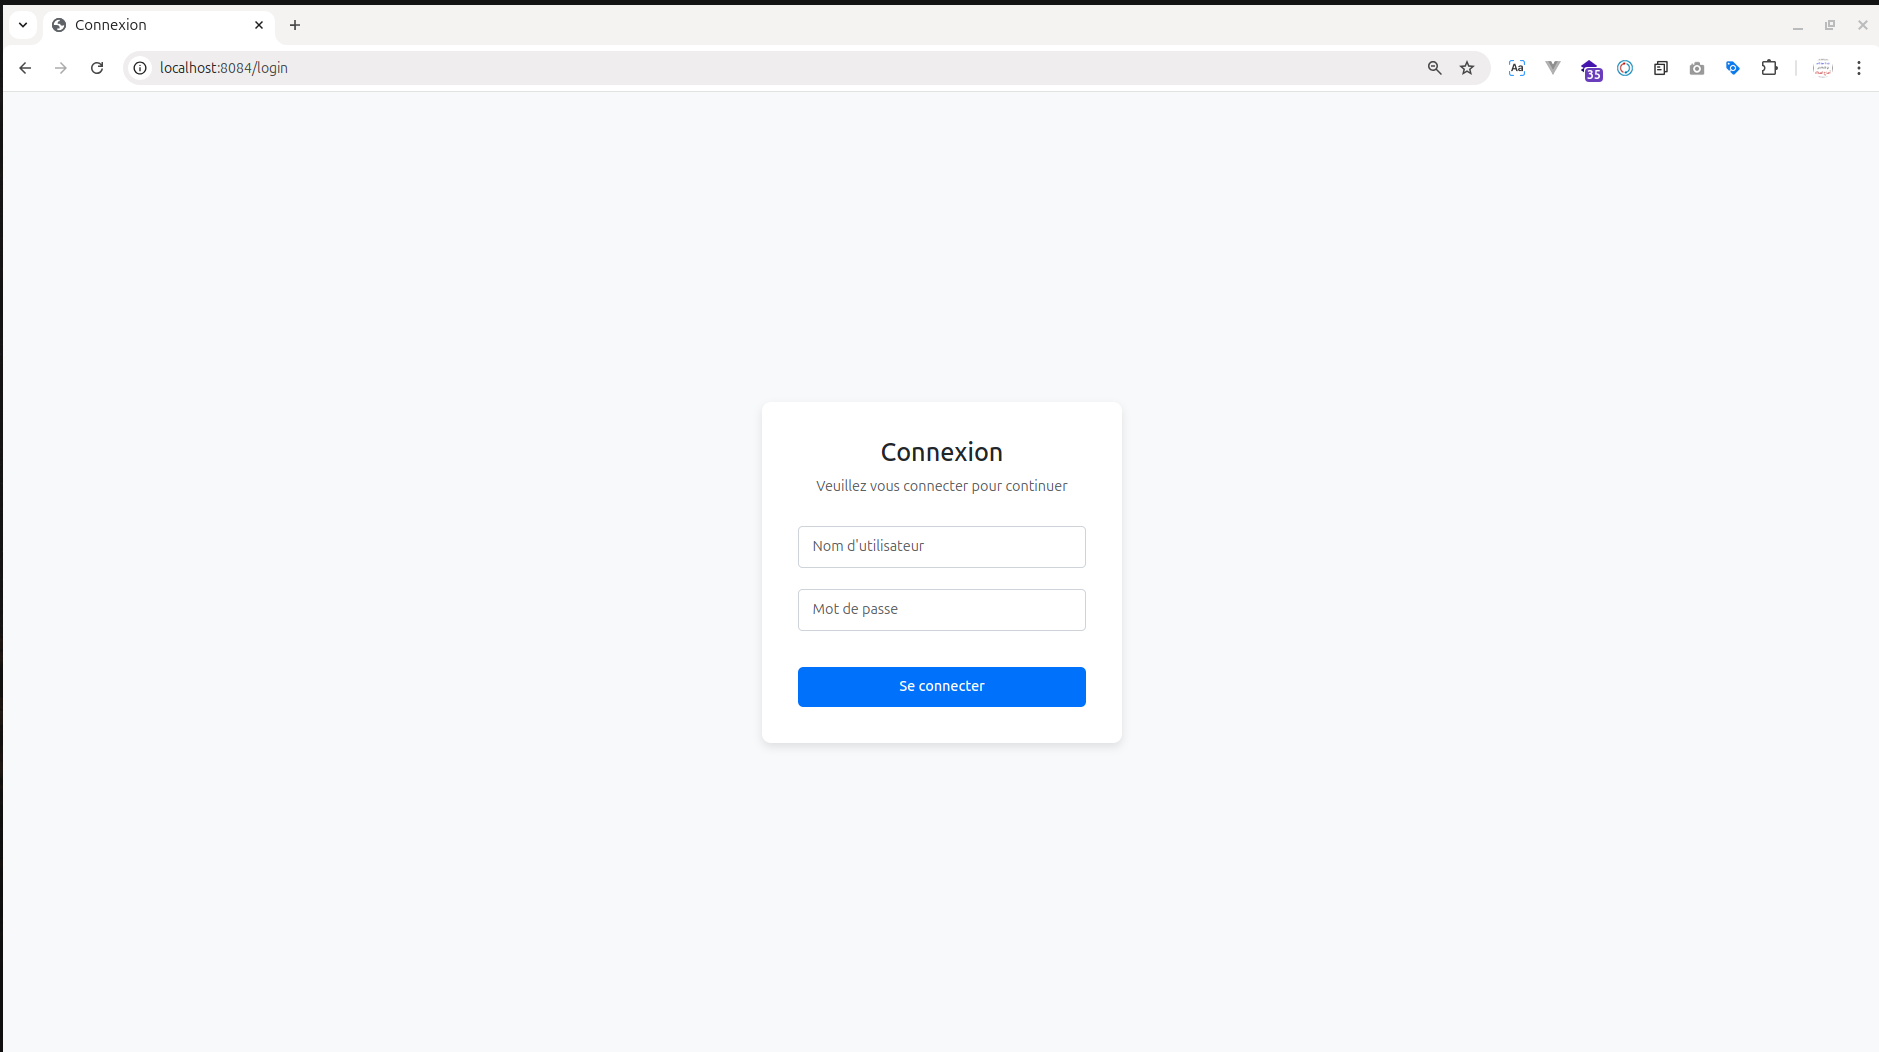 Connexion
localhost:8084/login
Aa
35
Connexion
Veuillez vous connecter pour continuer
Nom d'utilisateur
Mot de passe
Se connecter